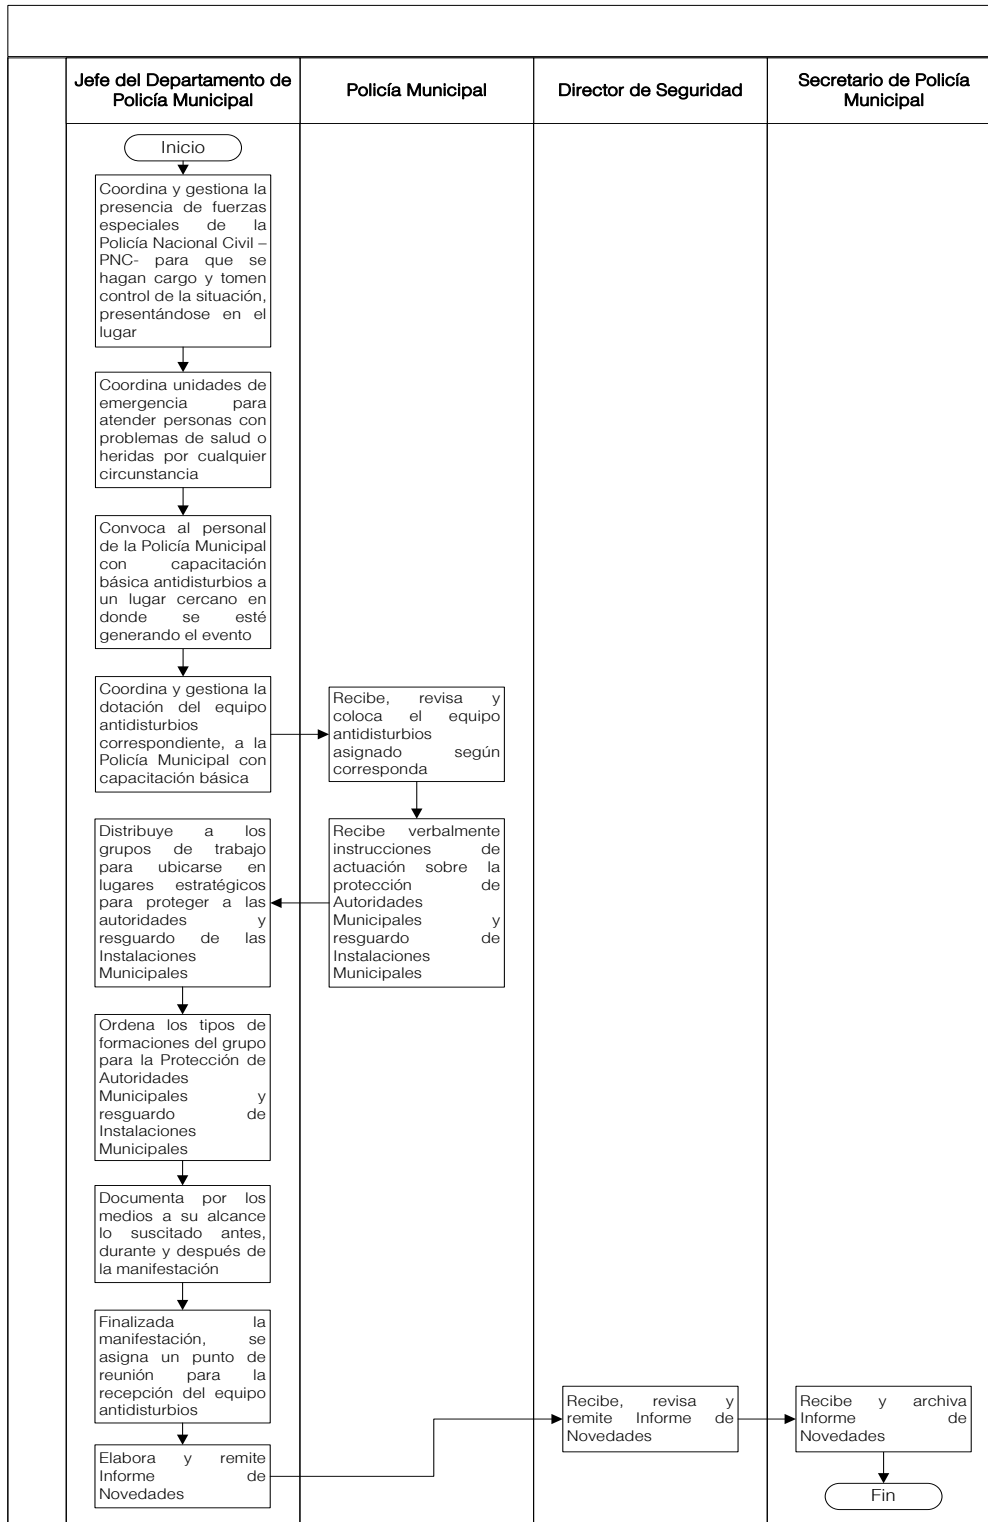 Jefe del Departamento de
Policía Municipal
Policía Municipal
Director de Seguridad
Secretario de Policía
Municipal
Inicio
Coordina y gestiona la
presencia de fuerzas
especiales de la
Policía Nacional Civil –
PNC- para que se
hagan cargo y tomen
control de la situación,
presentándose en el
lugar
Coordina unidades de
emergencia para
atender personas con
problemas de salud o
heridas por cualquier
circunstancia
Convoca al personal
de la Policía Municipal
con capacitación
básica antidisturbios a
un lugar cercano en
donde se esté
generando el evento
Coordina y gestiona la
dotación del equipo
antidisturbios
correspondiente, a la
Policía Municipal con
capacitación básica
Recibe, revisa y
coloca el equipo
antidisturbios
asignado según
corresponda
Recibe verbalmente
instrucciones de
actuación sobre la
protección de
Autoridades
Municipales y
resguardo de
Instalaciones
Municipales
Distribuye a los
grupos de trabajo
para ubicarse en
lugares estratégicos
para proteger a las
autoridades y
resguardo de las
Instalaciones
Municipales
Ordena los tipos de
formaciones del grupo
para la Protección de
Autoridades
Municipales y
resguardo de
Instalaciones
Municipales
Documenta por los
medios a su alcance
lo suscitado antes,
durante y después de
la manifestación
Finalizada la
manifestación, se
asigna un punto de
reunión para la
recepción del equipo
antidisturbios
Elabora y remite
Informe de
Novedades
Recibe, revisa y
remite Informe de
Novedades
Recibe y archiva
Informe de
Novedades
Fin